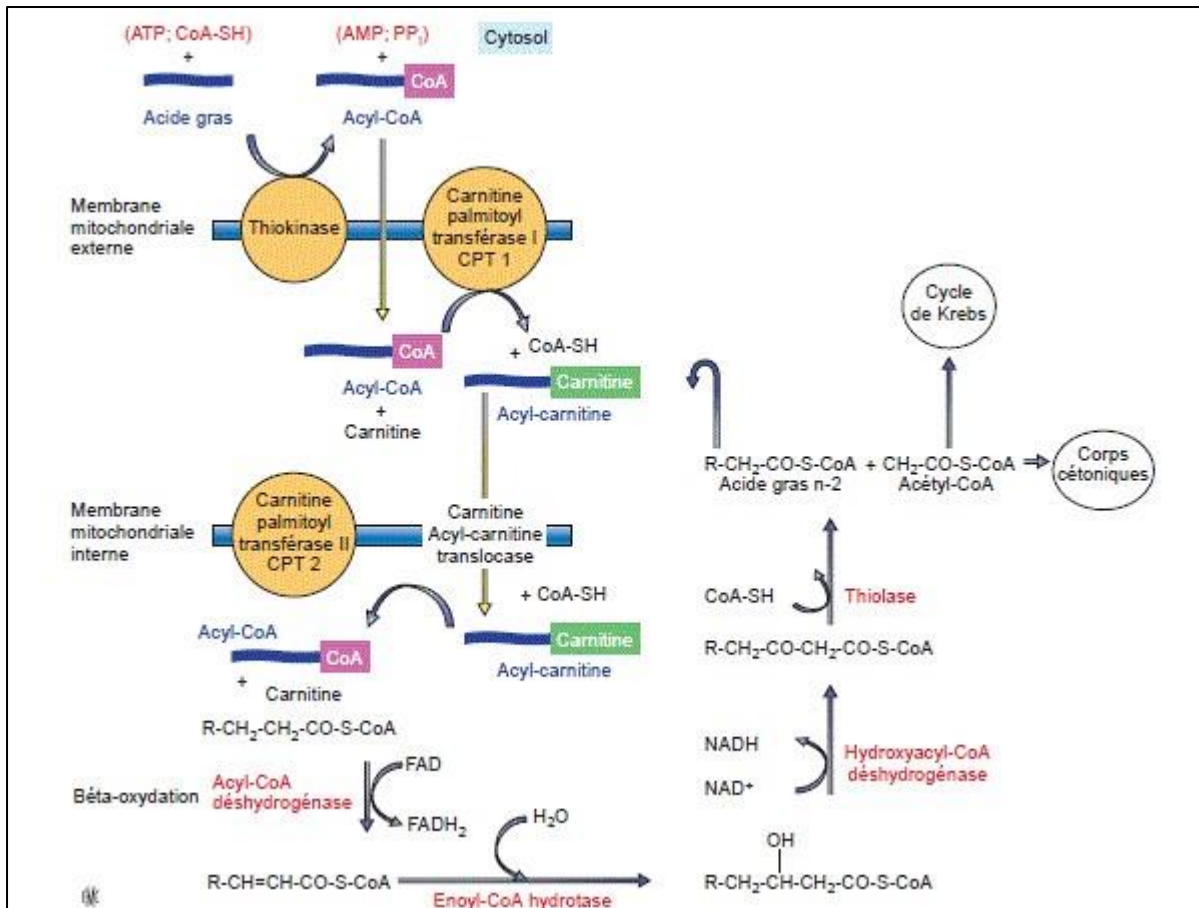 (ATP; CoA-SH)
+
Acide gras
(AMP; PPi)
+
CoA
Acyl-CoA
Cytosol
Membrane
mitochondriale
externe
Thiokinase
Carnitine
palmitoyl
transférase I
CPT 1
CoA
Acyl-CoA
+
Carnitine
+ CoA-SH
Carnitine
Acyl-carnitine
Membrane
mitochondriale
interne
Carnitine
palmitoyl
transférase II
CPT 2
Carnitine
Acyl-carnitine
translocase
+ CoA-SH
Carnitine
Acyl-carnitine
Acyl-CoA
CoA
+
Carnitine
R-CH2-CH2-CO-S-CoA
Béta-oxydation
Acyl-CoA
déshydrogénase
FAD
FADH2
R-CH=CH-CO-S-CoA
H2O
Enoyl-CoA hydrotase
OH
R-CH2-CH-CH2-CO-S-CoA
NADH
NAD+
Hydroxyacyl-CoA
déshydrogénase
R-CH2-CO-CH2-CO-S-CoA
CoA-SH
Thiolase
R-CH2-CO-S-CoA + CH2-CO-S-CoA
Acide gras n-2
Acétyl-CoA
Cycle
de Krebs
Corps
cétoniques